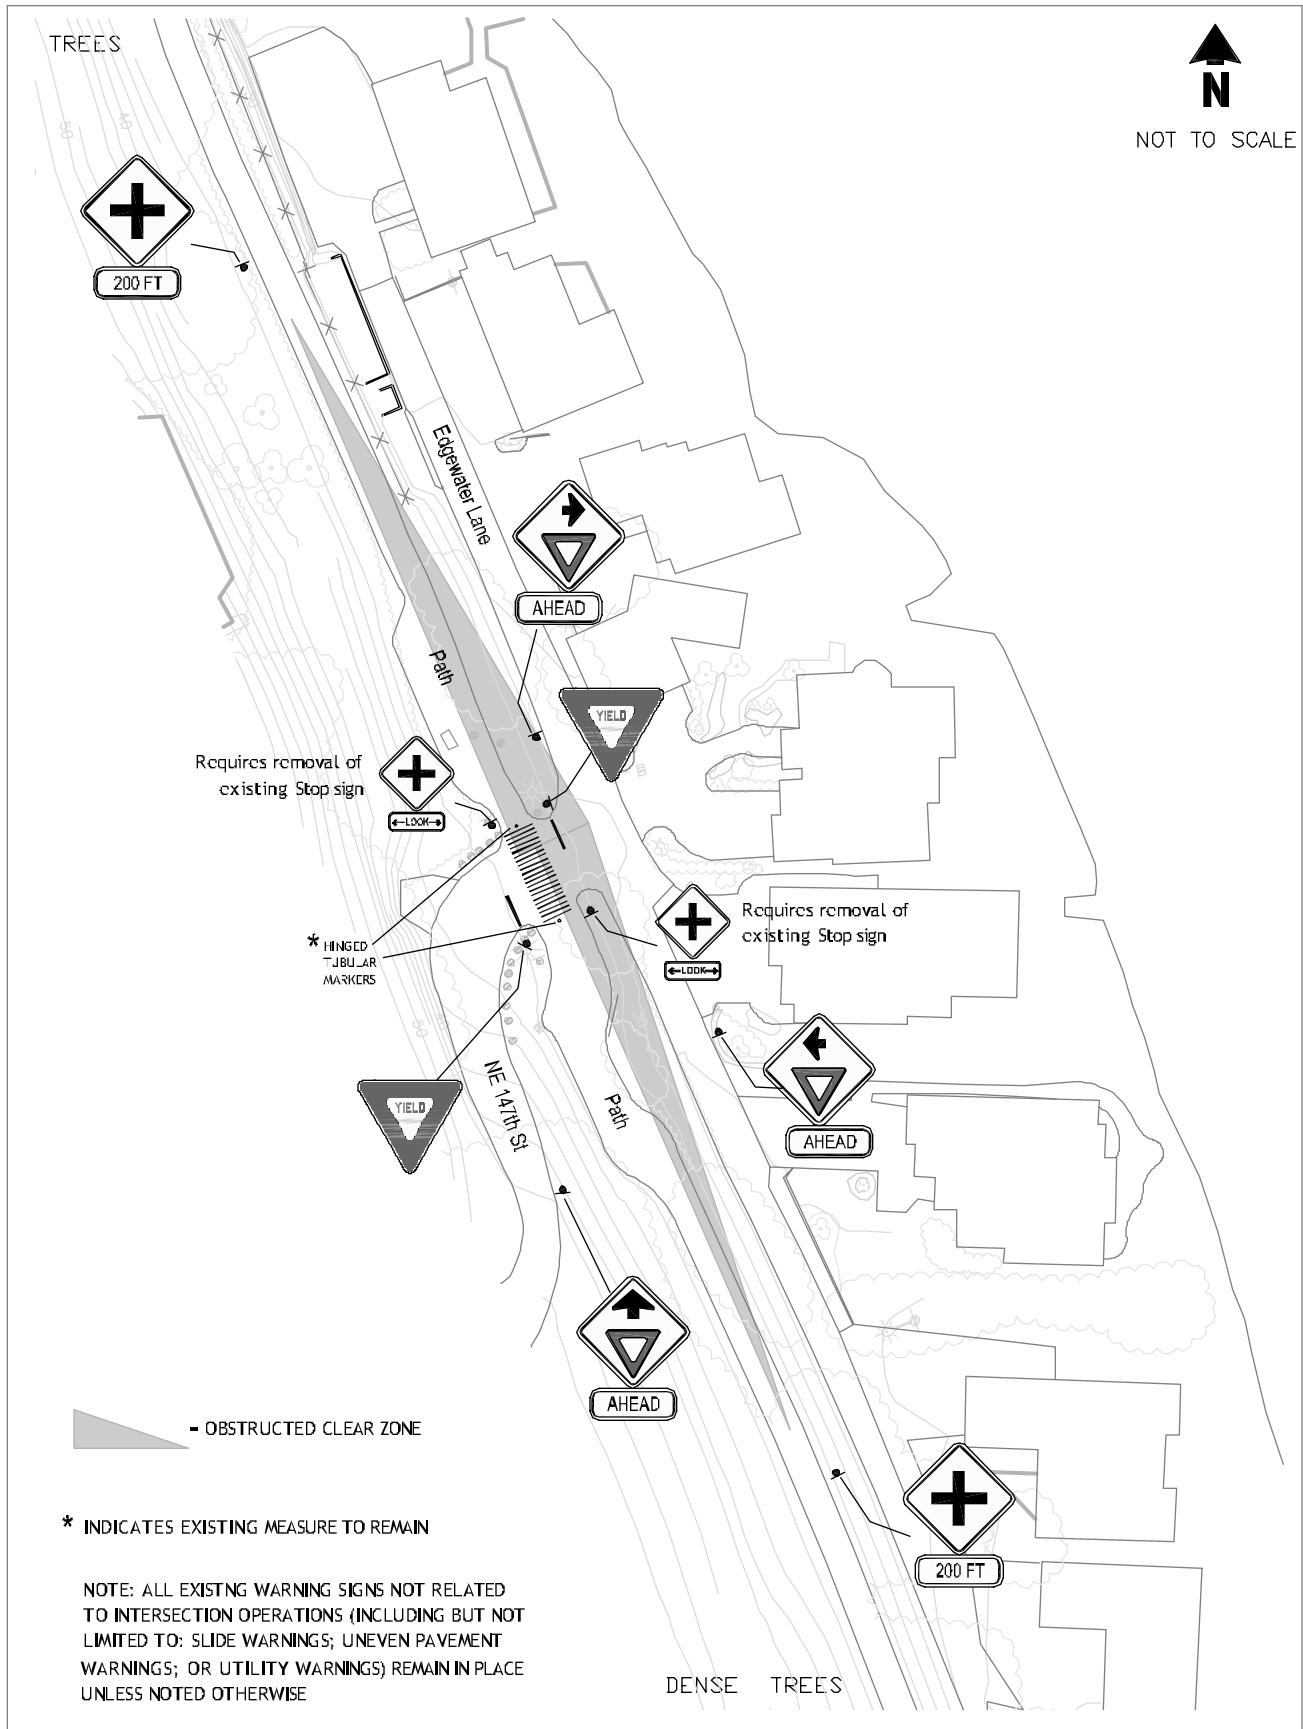 TREES
N
NOT TO SCALE
50
40
200 FT
Edgewater Lane
AHEAD
Path
YIELD
Requires removal of
existing Stop sign
LOOK
Requires removal of
existing Stop sign
LOOK
* HINGED
TUBULAR
MARKERS
50
NE 147th St
YIELD
Path
AHEAD
AHEAD
= OBSTRUCTED CLEAR ZONE
200 FT
* INDICATES EXISTING MEASURE TO REMAIN
NOTE: ALL EXISTNG WARNING SIGNS NOT RELATED
TO INTERSECTION OPERATIONS (INCLUDING BUT NOT
LIMITED TO: SLIDE WARNINGS; UNEVEN PAVEMENT
WARNINGS; OR UTILITY WARNINGS) REMAIN IN PLACE
UNLESS NOTED OTHERWISE
DENSE TREES